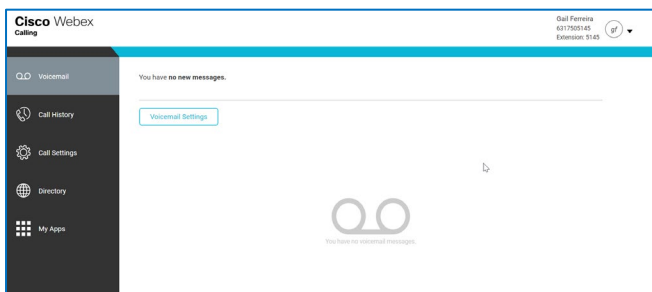 Cisco Webex
Calling
Gail Ferreira
6317505145
Extension: 5145
gf
Voicemail
You have no new messages.
Call History
Voicemail Settings
Call Settings
Directory
My Apps
You have no voicemail messages.